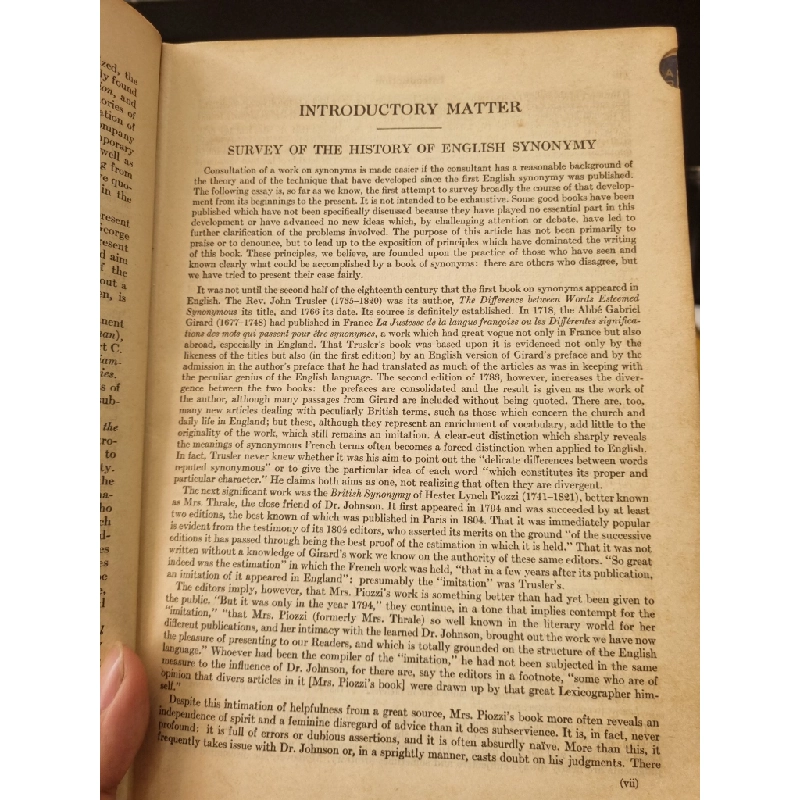 zed, the
ly found
on, and
ories of
ation of
ompany
mporary
well as
ng from
e quo-
in the
resent
eorge
resent
d aim
f the
out a
en, is
nent
man),
rt C.
ies.
s of
sub-
the
ro-
to
ty.
he
INTRODUCTORY MATTER
SURVEY OF THE HISTORY OF ENGLISH SYNONYMY
Consultation of a work on synonyms is made easier if the consultant has a reasonable background of
the theory and of the technique that have developed since the first English synonymy was published.
The following essay is, so far as we know, the first attempt to survey broadly the course of that develop-
ment from its beginnings to the present. It is not intended to be exhaustive. Some good books have been
published which have not been specifically discussed because they have played no essential part in this
development or have advanced no new ideas which, by challenging attention or debate, have led to
further clarification of the problems involved. The purpose of this article has not been primarily to
praise or to denounce, but to lead up to the exposition of principles which have dominated the writing
of this book. These principles, we believe, are founded upon the practice of those who have seen and
known clearly what could be accomplished by a book of synonyms: there are others who disagree, but
we have tried to present their case fairly.
It was not until the second half of the eighteenth century that the first book on synonyms appeared in
English. The Rev. John Trusler (1735–1820) was its author, The Difference between Words Esteemed
Synonymous its title, and 1766 its date. Its source is definitely established. In 1718, the Abbé Gabriel
Girard (1677–1748) had published in France La Justesse de la langue françoise ou les Différentes significa-
tions des mots qui passent pour être synonymes, a work which had great vogue not only in France but also
abroad, especially in England. That Trusler's book was based upon it is evidenced not only by the
likeness of the titles but also (in the first edition) by an English version of Girard's preface and by the
admission in the author's preface that he had translated as much of the articles as was in keeping with
the peculiar genius of the English language. The second edition of 1783, however, increases the diver-
gence between the two books: the prefaces are consolidated and the result is given as the work of
the author, although many passages from Girard are included without being quoted. There are, too,
many new articles dealing with peculiarly British terms, such as those which concern the church and
daily life in England; but these, although they represent an enrichment of vocabulary, add little to the
originality of the work, which still remains an imitation. A clear-cut distinction which sharply reveals
the meanings of synonymous French terms often becomes a forced distinction when applied to English.
In fact, Trusler never knew whether it was his aim to point out the "delicate differences between words
reputed synonymous" or to give the particular idea of each word "which constitutes its proper and
particular character." He claims both aims as one, not realizing that often they are divergent.
The next significant work was the British Synonymy of Hester Lynch Piozzi (1741–1821), better known
as Mrs. Thrale, the close friend of Dr. Johnson. It first appeared in 1794 and was succeeded by at least
two editions, the best known of which was published in Paris in 1804. That it was immediately popular
is evident from the testimony of its 1804 editors, who asserted its merits on the ground "of the successive
editions it has passed through being the best proof of the estimation in which it is held." That it was not
written without a knowledge of Girard's work we know on the authority of these same editors. "So great
indeed was the estimation" in which the French work was held, "that in a few years after its publication,
an imitation of it appeared in England"; presumably the "imitation" was Trusler's.
The editors imply, however, that Mrs. Piozzi's work is something better than had yet been given to
the public. "But it was only in the year 1794," they continue, in a tone that implies contempt for the
"imitation," "that Mrs. Piozzi (formerly Mrs. Thrale) so well known in the literary world for her
different publications, and her intimacy with the learned Dr. Johnson, brought out the work we have now
the pleasure of presenting to our Readers, and which is totally grounded on the structure of the English
language." Whoever had been the compiler of the "imitation," he had not been subjected in the same
measure to the influence of Dr. Johnson, for there are, say the editors in a footnote, "some who are of
opinion that divers articles in it [Mrs. Piozzi's book] were drawn up by that great Lexicographer him-
self."
Despite this intimation of helpfulness from a great source, Mrs. Piozzi's book more often reveals an
independence of spirit and a feminine disregard of advice than it does subservience. It is, in fact, never
profound: it is full of errors or dubious assertions, and it is often absurdly naïve. More than this, it
frequently takes issue with Dr. Johnson or, in a sprightly manner, casts doubt on his judgments. There
(vii)